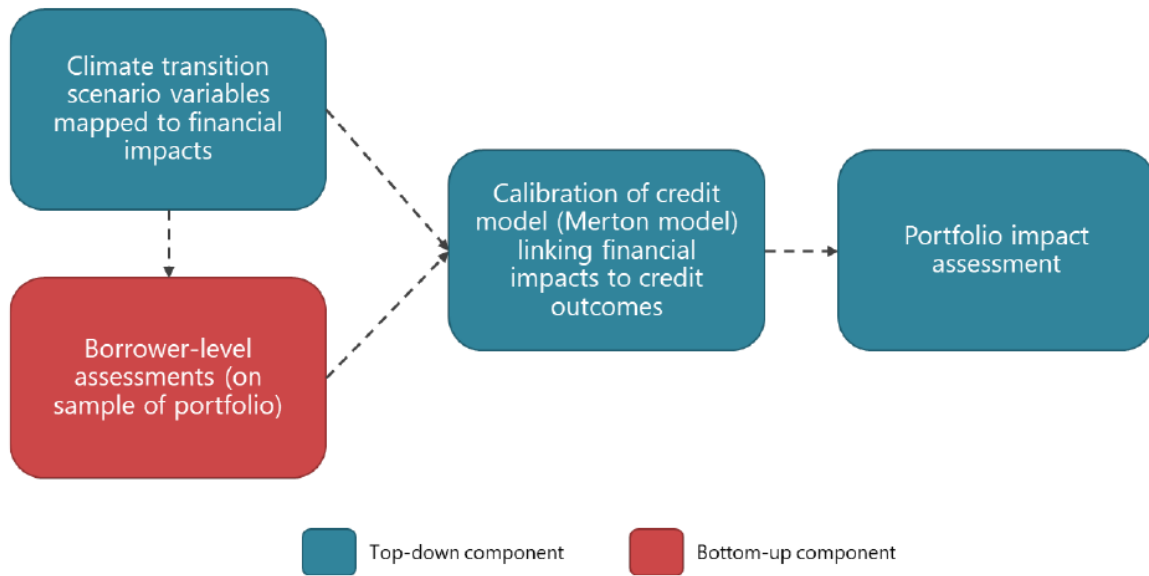 Climate transition
scenario variables
mapped to financial
impacts
Borrower-level
assessments (on
sample of portfolio)
Calibration of credit
model (Merton model)
linking financial
impacts to credit
outcomes
Portfolio impact
assessment
Top-down component
Bottom-up component